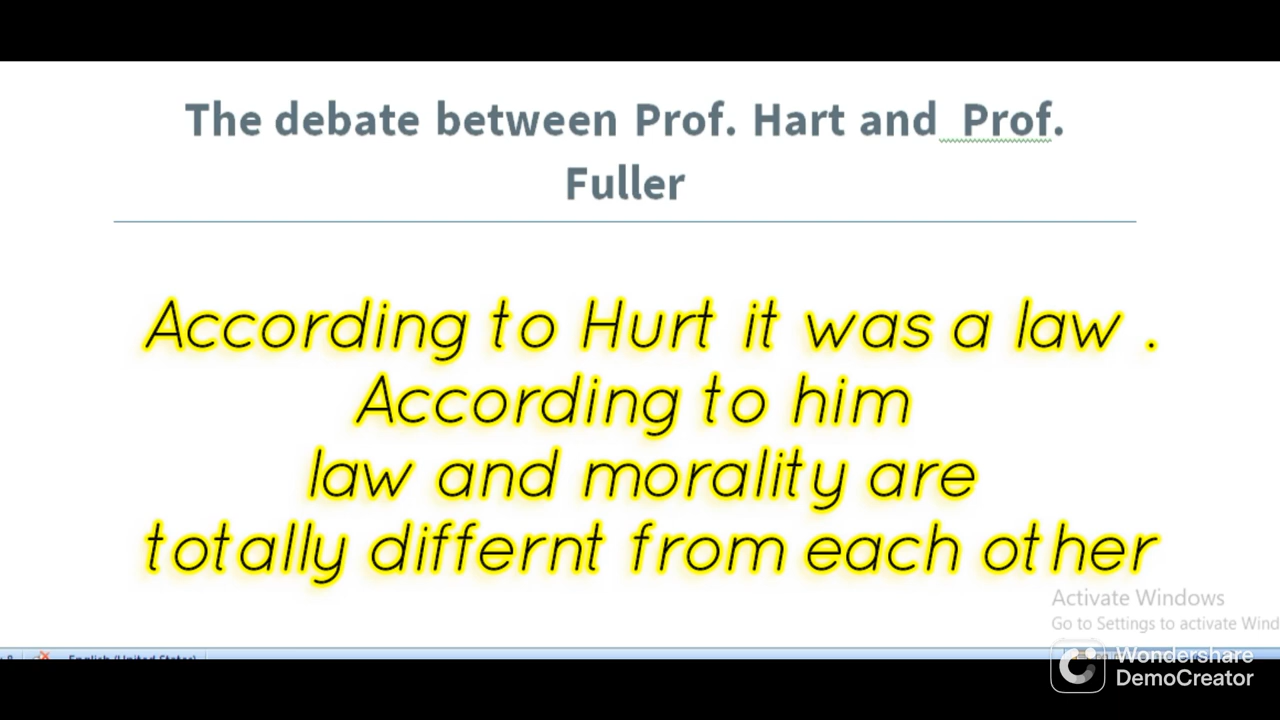 The debate between Prof. Hart and Prof.
Fuller
According to Hurt it was a law .
According to him
law and morality are
totally differnt from each other
Activate Windows
Go to Settings to activate Wind
English (United States)
Wondershare
DemoCreator